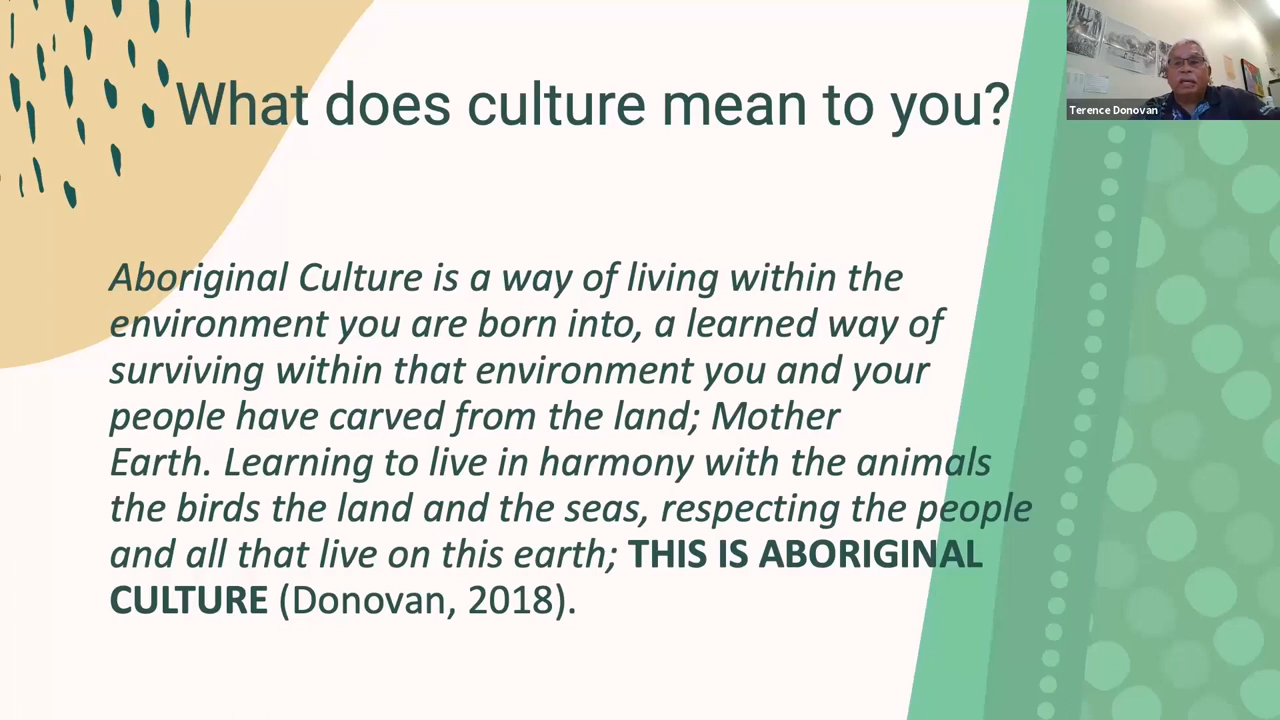 What does culture mean to you?
Terence Donovan
Aboriginal Culture is a way of living within the
environment you are born into, a learned way of
surviving within that environment you and your
people have carved from the land; Mother
Earth. Learning to live in harmony with the animals
the birds the land and the seas, respecting the people
and all that live on this earth; THIS IS ABORIGINAL
CULTURE (Donovan, 2018).